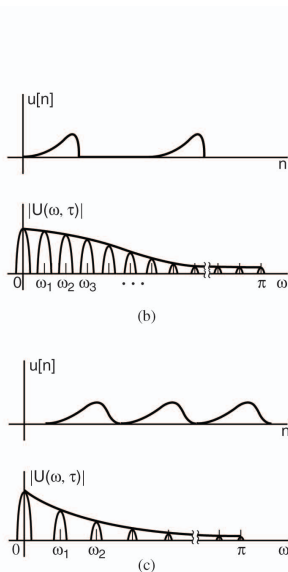 u[n]
n
|U(ω, τ)|
0 ω1 ω2 ω3 ... π ω
(b)
u[n]
n
|U(ω, τ)|
0 ω1 ω2 π ω
(c)